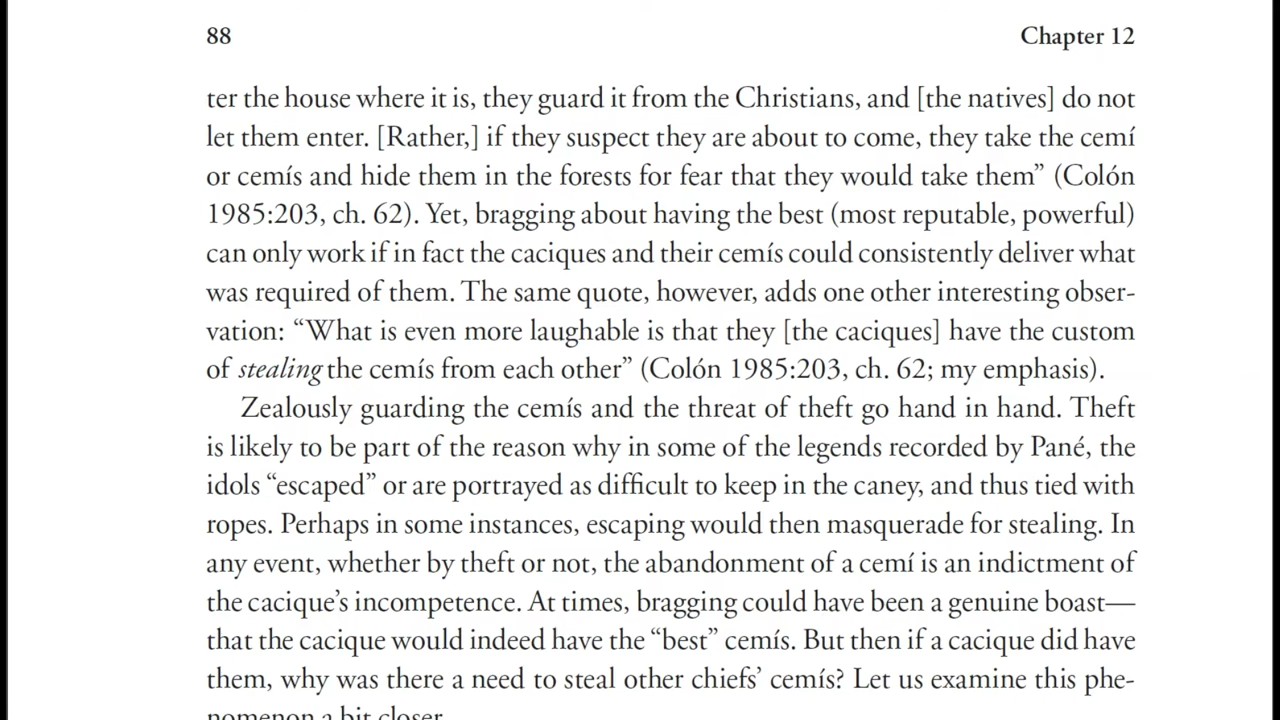 88 Chapter 12
ter the house where it is, they guard it from the Christians, and [the natives] do not
let them enter. [Rather,] if they suspect they are about to come, they take the cemí
or cemís and hide them in the forests for fear that they would take them” (Colón
1985:203, ch. 62). Yet, bragging about having the best (most reputable, powerful)
can only work if in fact the caciques and their cemís could consistently deliver what
was required of them. The same quote, however, adds one other interesting obser-
vation: “What is even more laughable is that they [the caciques] have the custom
of stealing the cemís from each other” (Colón 1985:203, ch. 62; my emphasis).
Zealously guarding the cemís and the threat of theft go hand in hand. Theft
is likely to be part of the reason why in some of the legends recorded by Pané, the
idols “escaped” or are portrayed as difficult to keep in the caney, and thus tied with
ropes. Perhaps in some instances, escaping would then masquerade for stealing. In
any event, whether by theft or not, the abandonment of a cemí is an indictment of
the cacique’s incompetence. At times, bragging could have been a genuine boast—
that the cacique would indeed have the “best” cemís. But then if a cacique did have
them, why was there a need to steal other chiefs’ cemís? Let us examine this phe-
nomenon a bit closer.